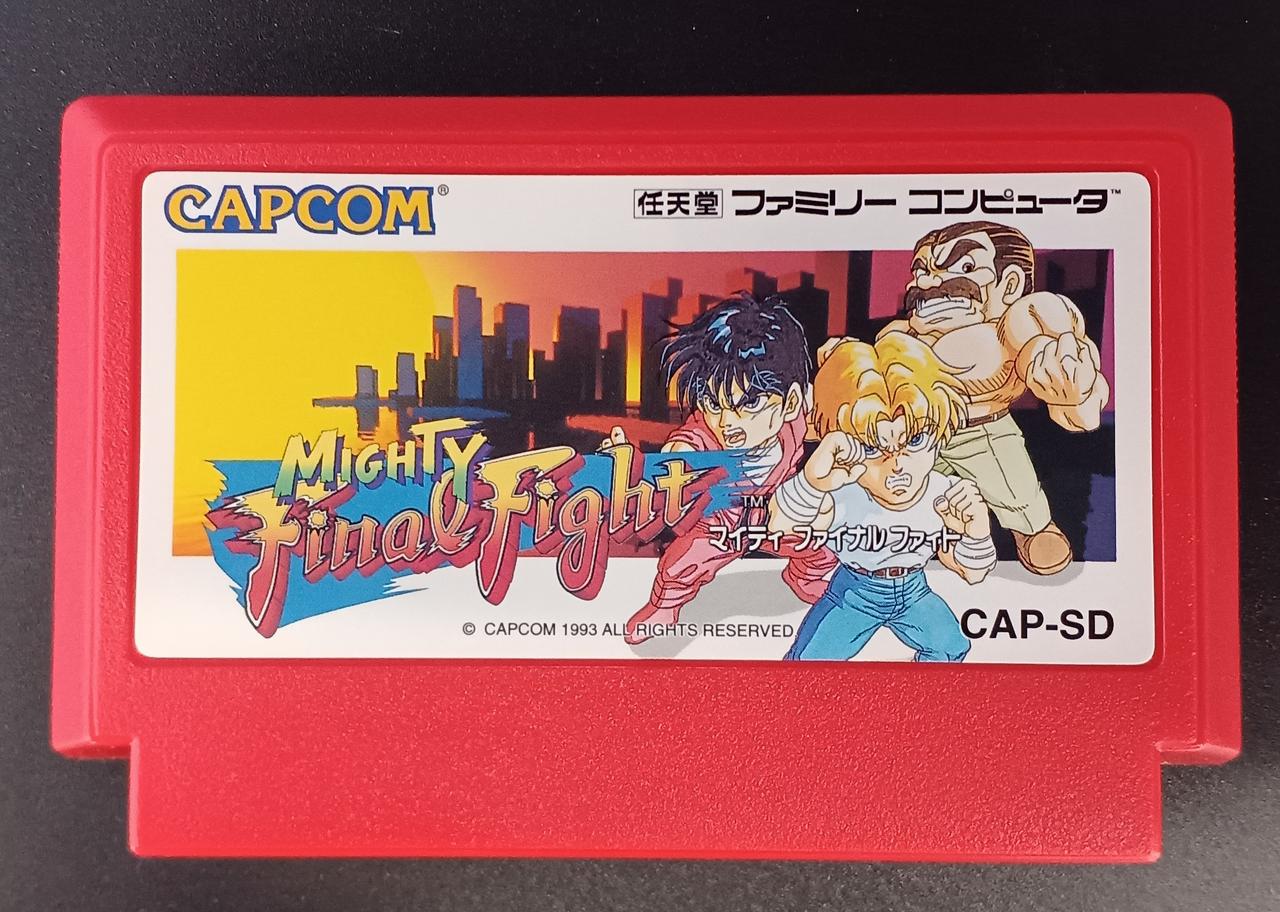 CAPCOM®
任天堂 ファミリー コンピュータ™
MIGHTY
Final Fight TM
マイティ ファイナル ファイト
© CAPCOM 1993 ALL RIGHTS RESERVED.
CAP-SD